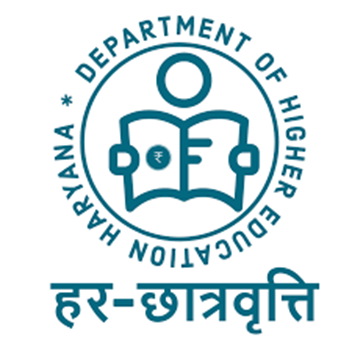 * DEPARTMENT OF HIGHER EDUCATION HARYANA
₹
हर-छात्रवृत्ति